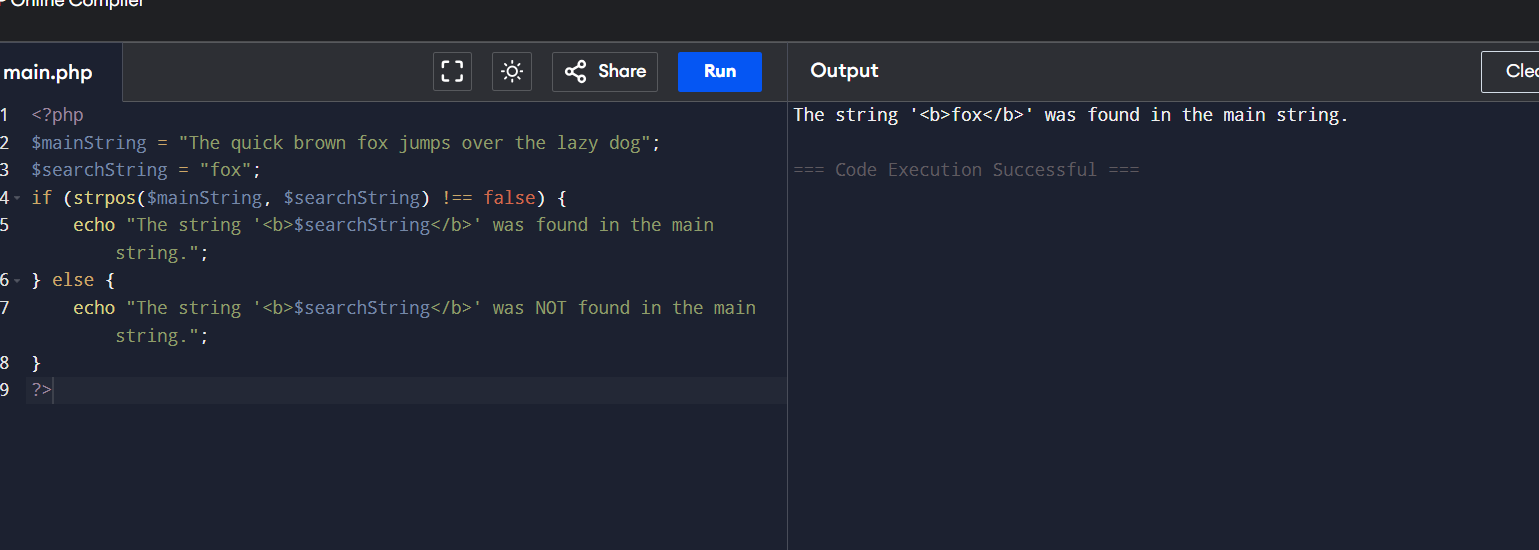 Online Compiler
main.php
Share
Run
Output
1 <?php
2 $mainString = "The quick brown fox jumps over the lazy dog";
3 $searchString = "fox";
4 if (strpos($mainString, $searchString) !== false) {
5 echo "The string '<b>$searchString</b>' was found in the main
string.";
6 } else {
7 echo "The string '<b>$searchString</b>' was NOT found in the main
string.";
8 }
9 ?>
The string '<b>fox</b>' was found in the main string.
=== Code Execution Successful ===